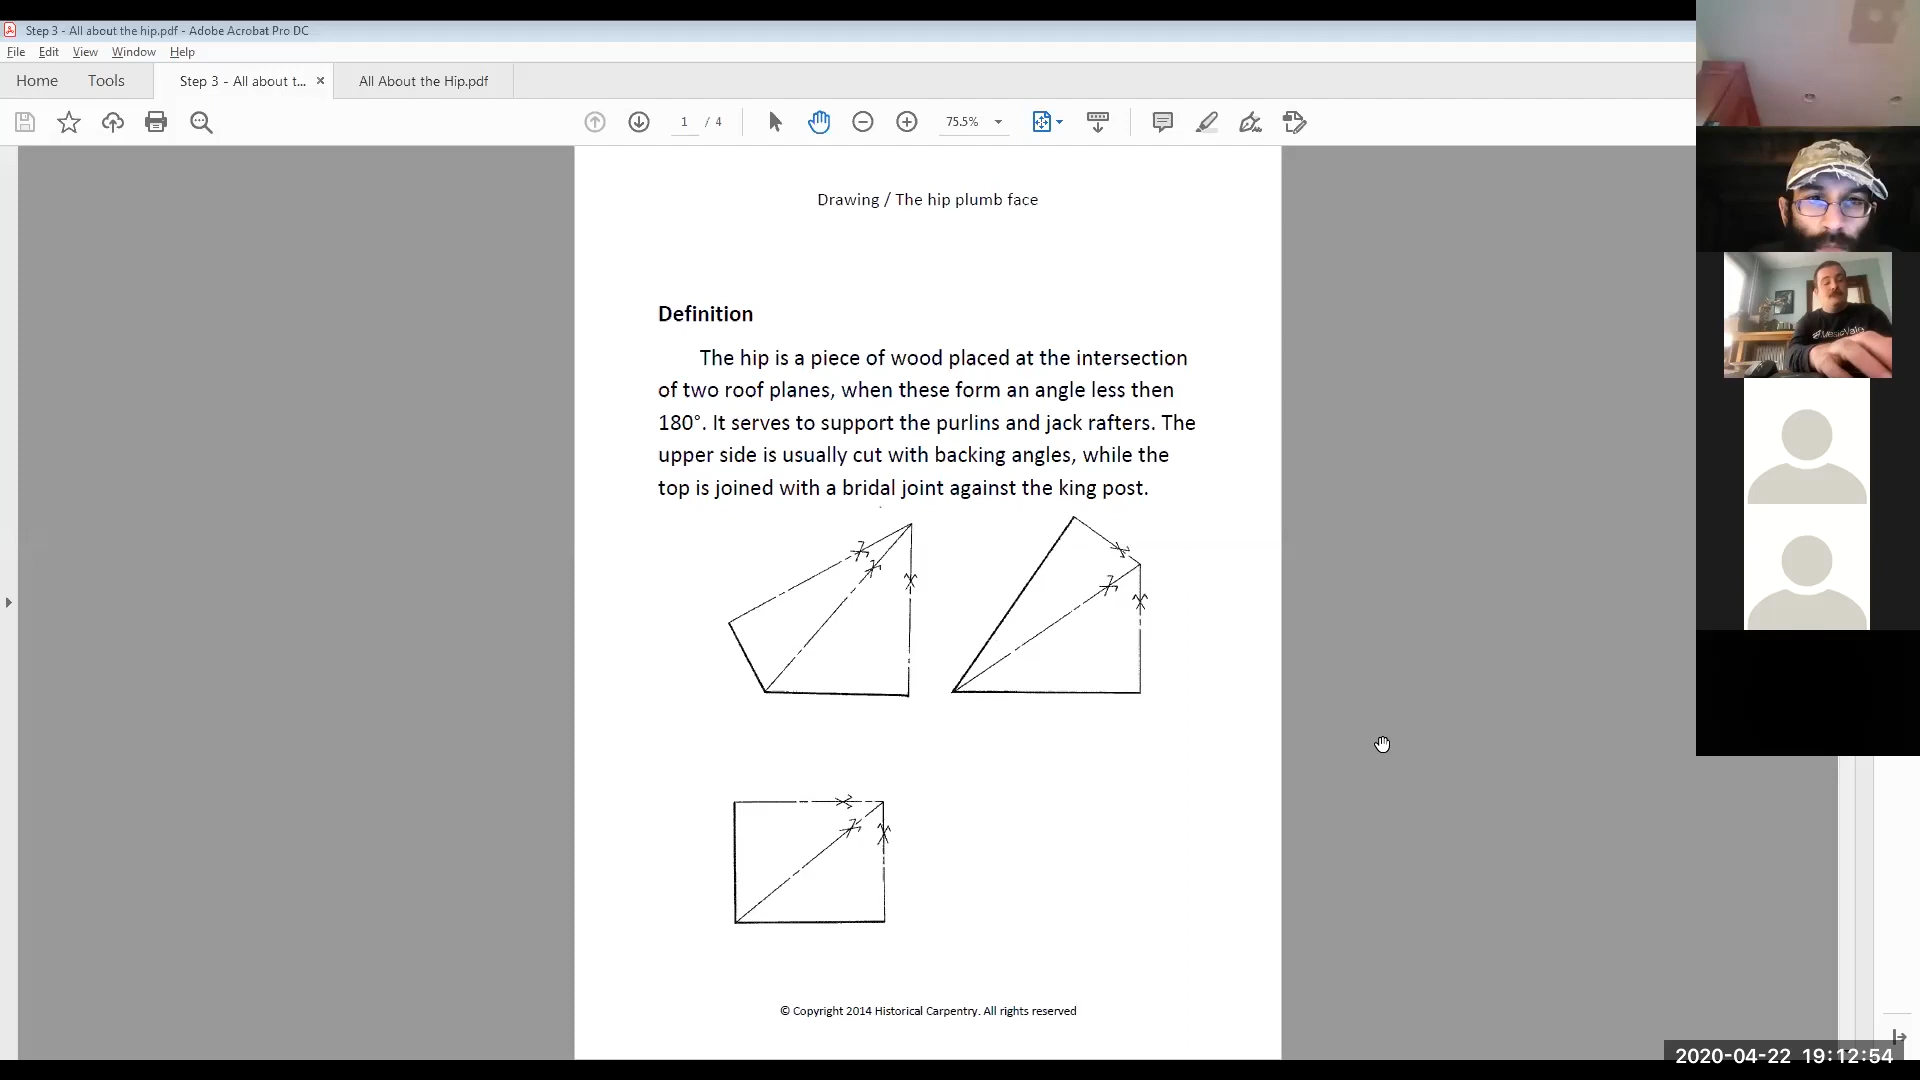 Step 3 - All about the hip.pdf - Adobe Acrobat Pro DC
File Edit View Window Help
Home Tools Step 3 - All about t... × All About the Hip.pdf
1 / 4 75.5%
Drawing / The hip plumb face
Definition
The hip is a piece of wood placed at the intersection
of two roof planes, when these form an angle less then
180°. It serves to support the purlins and jack rafters. The
upper side is usually cut with backing angles, while the
top is joined with a bridal joint against the king post.
© Copyright 2014 Historical Carpentry. All rights reserved
2020-04-22 19:12:54